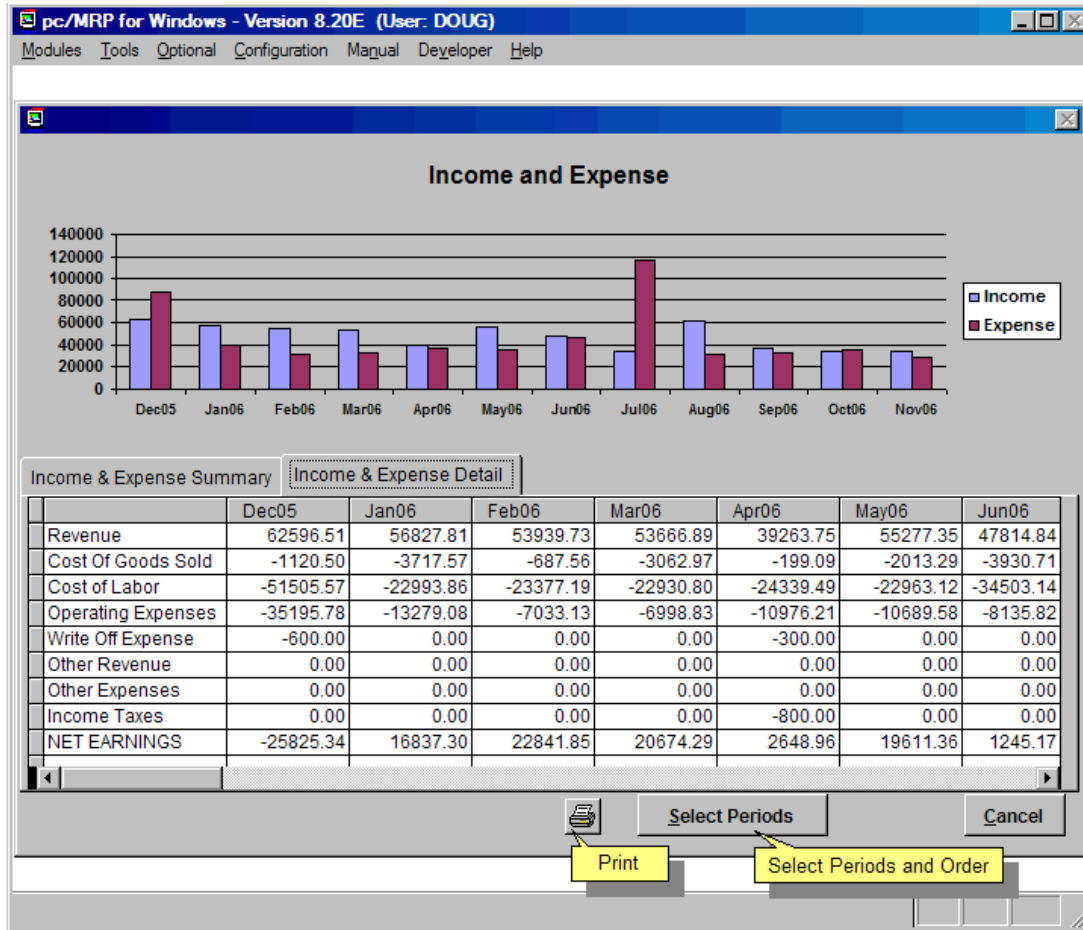 pc/MRP for Windows - Version 8.20E (User: DOUG)
Modules Tools Optional Configuration Manual Developer Help
Income and Expense
140000
120000
100000
80000
60000
40000
20000
0
Dec05 Jan06 Feb06 Mar06 Apr06 May06 Jun06 Jul06 Aug06 Sep06 Oct06 Nov06
Income
Expense
Income & Expense Summary Income & Expense Detail
Dec05 Jan06 Feb06 Mar06 Apr06 May06 Jun06
Revenue 62596.51 56827.81 53939.73 53666.89 39263.75 55277.35 47814.84
Cost Of Goods Sold -1120.50 -3717.57 -687.56 -3062.97 -199.09 -2013.29 -3930.71
Cost of Labor -51505.57 -22993.86 -23377.19 -22930.80 -24339.49 -22963.12 -34503.14
Operating Expenses -35195.78 -13279.08 -7033.13 -6998.83 -10976.21 -10689.58 -8135.82
Write Off Expense -600.00 0.00 0.00 0.00 -300.00 0.00 0.00
Other Revenue 0.00 0.00 0.00 0.00 0.00 0.00 0.00
Other Expenses 0.00 0.00 0.00 0.00 0.00 0.00 0.00
Income Taxes 0.00 0.00 0.00 0.00 -800.00 0.00 0.00
NET EARNINGS -25825.34 16837.30 22841.85 20674.29 2648.96 19611.36 1245.17
Select Periods Cancel
Print Select Periods and Order